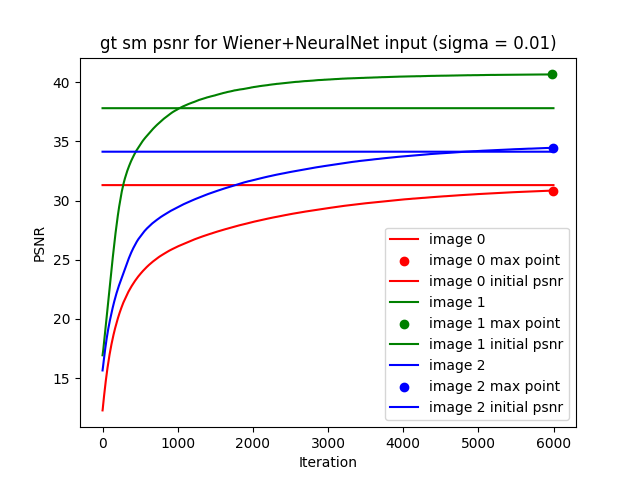 gt sm psnr for Wiener+NeuralNet input (sigma = 0.01)
PSNR
40
35
30
25
20
15
image 0
image 0 max point
image 0 initial psnr
image 1
image 1 max point
image 1 initial psnr
image 2
image 2 max point
image 2 initial psnr
0 1000 2000 3000 4000 5000 6000
Iteration